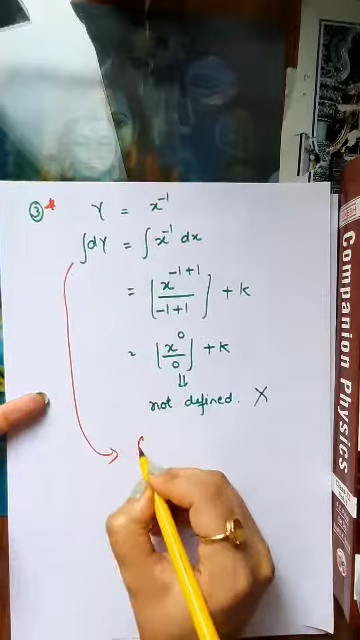 ③ * Y = x⁻¹
∫dY = ∫ x⁻¹ dx
= [x⁻¹⁺¹ / -1+1] + k
= [x⁰ / 0] + k
⇓
not defined. X
Companion Physics